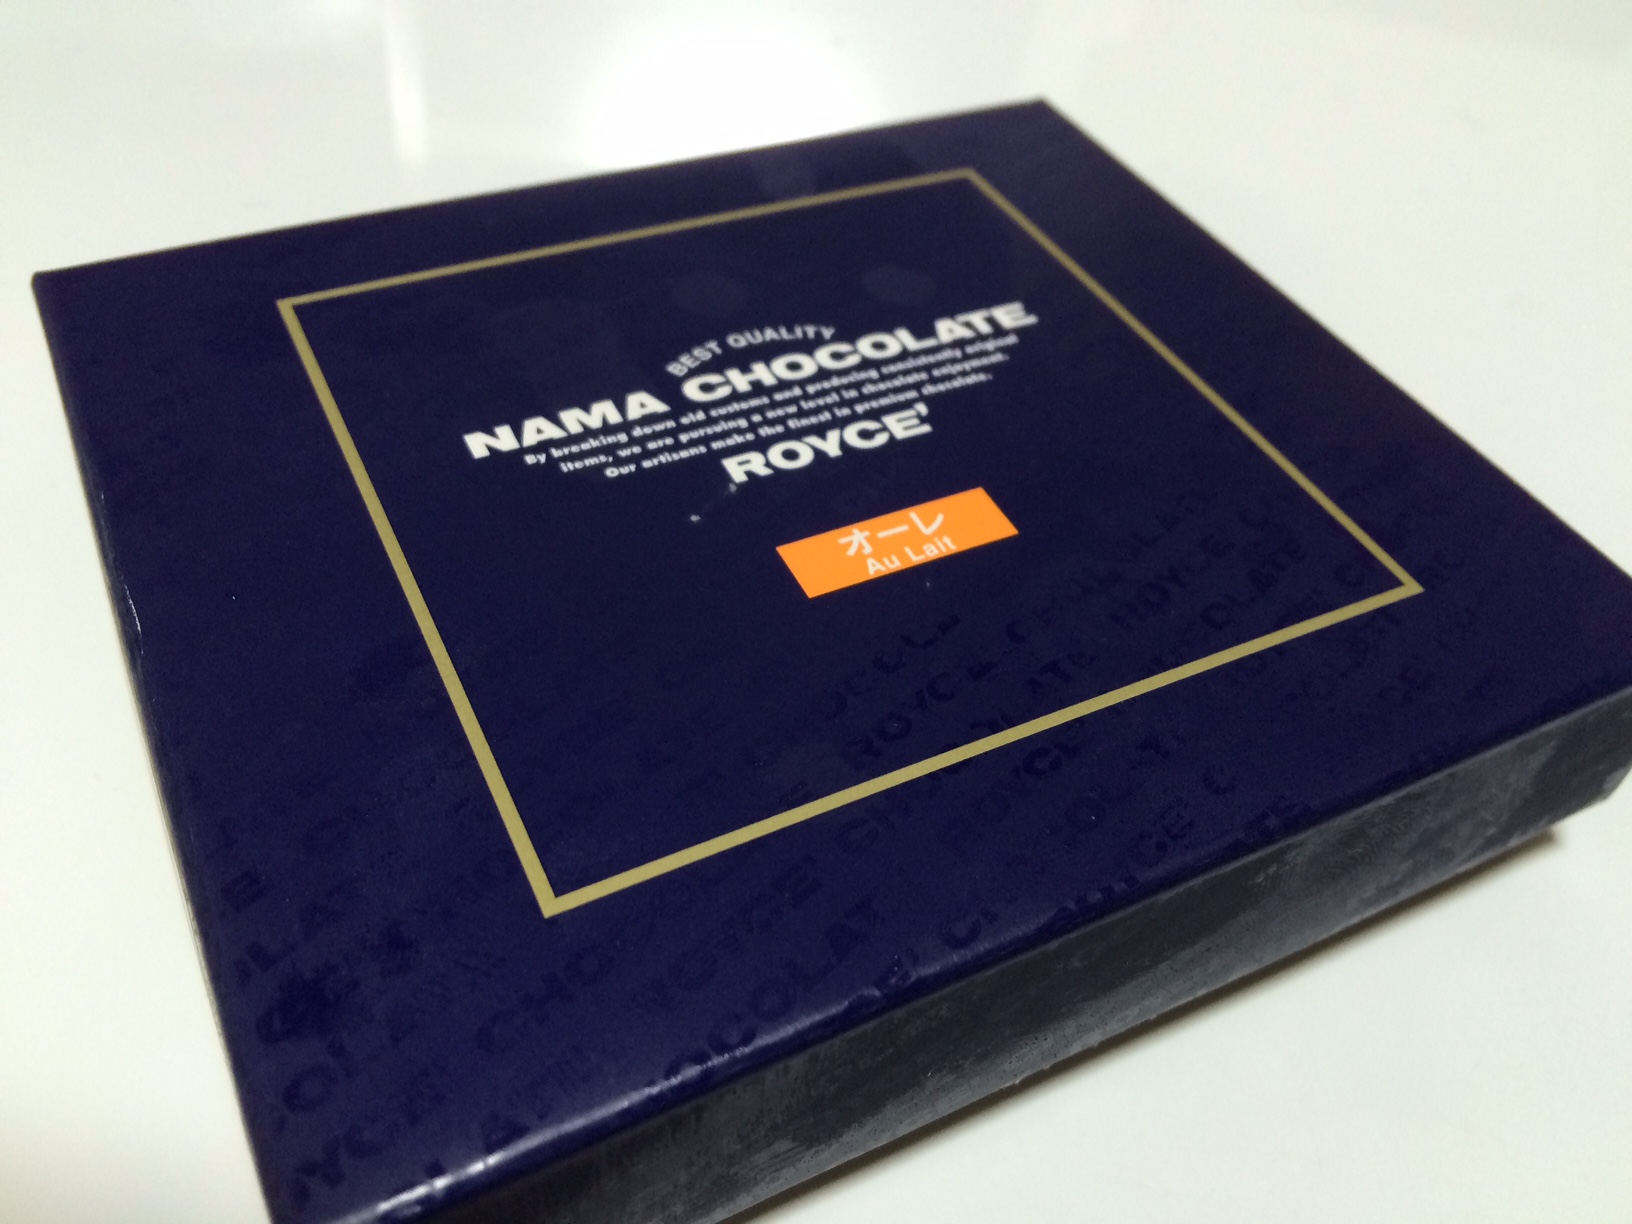 BEST QUALITY
NAMA CHOCOLATE
By breaking down old customs and producing consistently original
items, we are pursuing a new level in chocolate enjoyment.
Our artisans make the finest in premium chocolate.
ROYCE'
オーレ
Au Lait